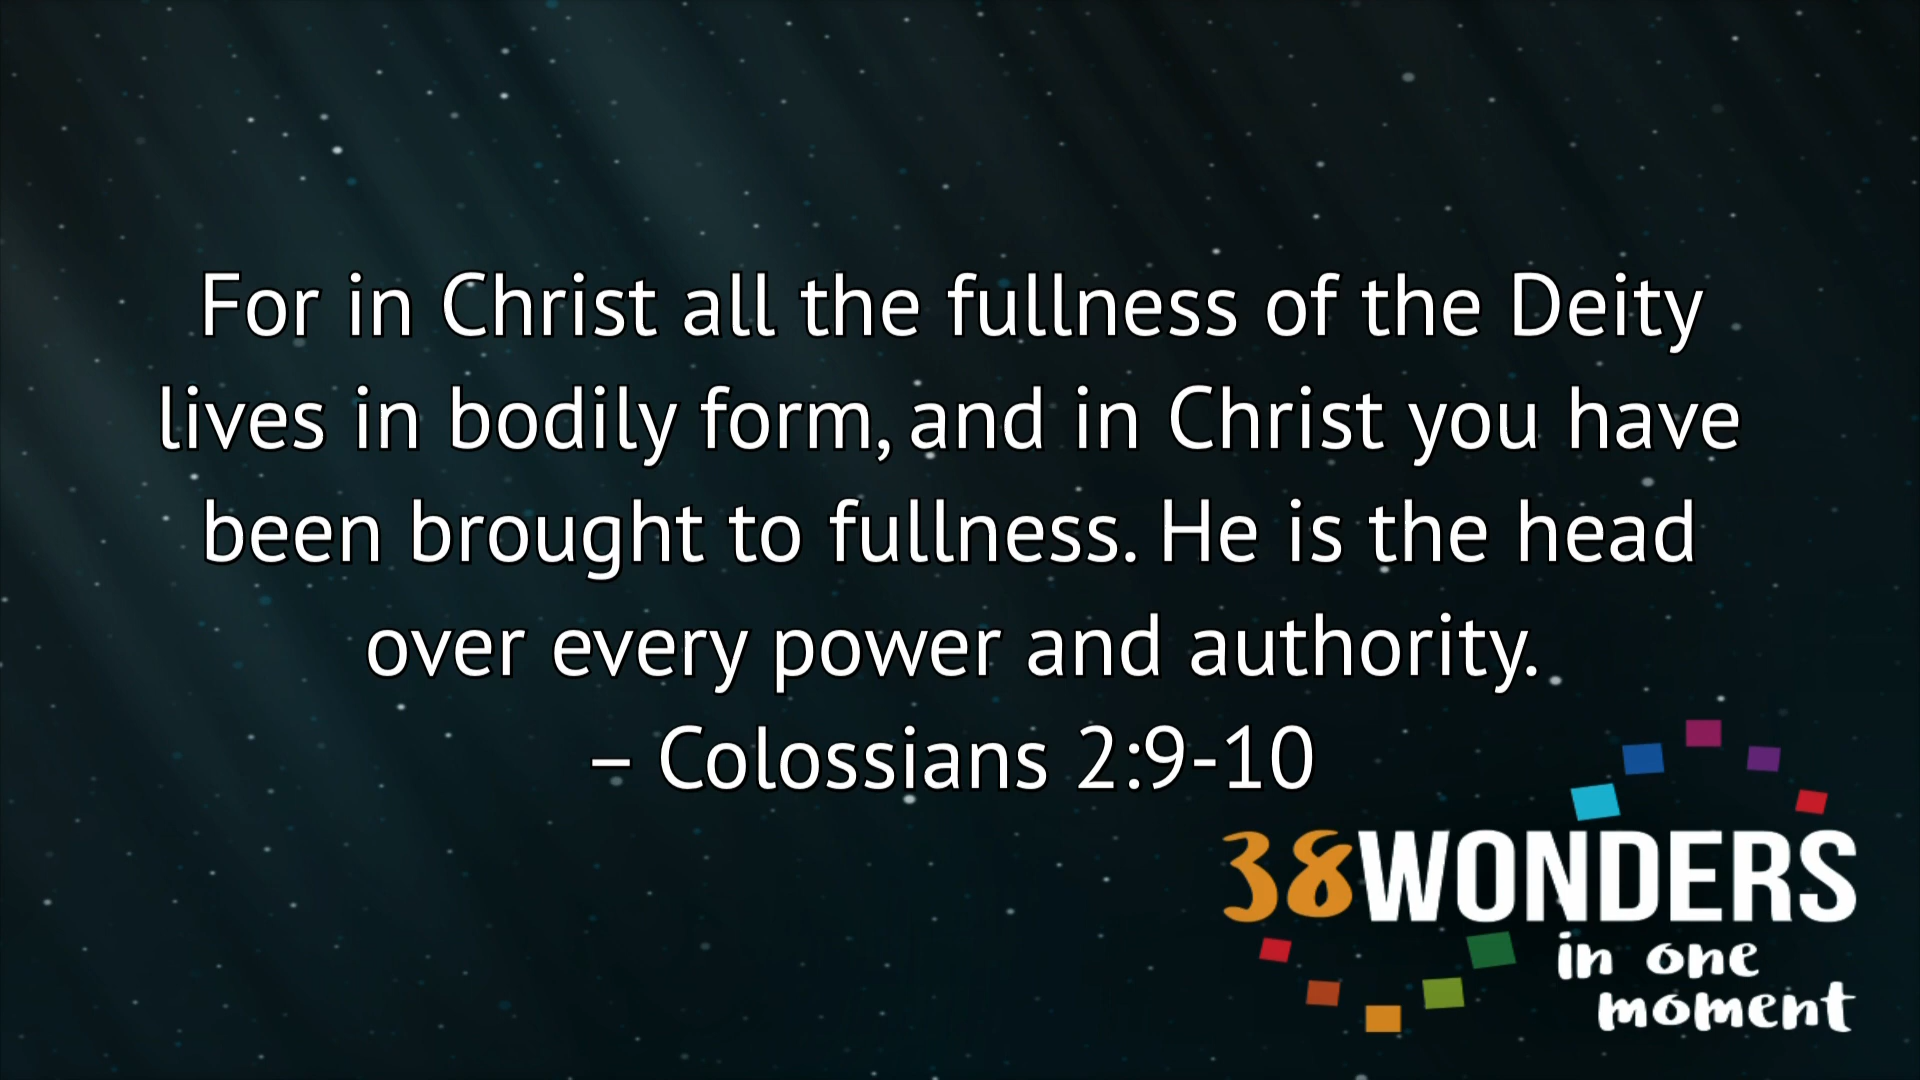 For in Christ all the fullness of the Deity
lives in bodily form, and in Christ you have
been brought to fullness. He is the head
over every power and authority.
– Colossians 2:9-10
38WONDERS
in one
moment